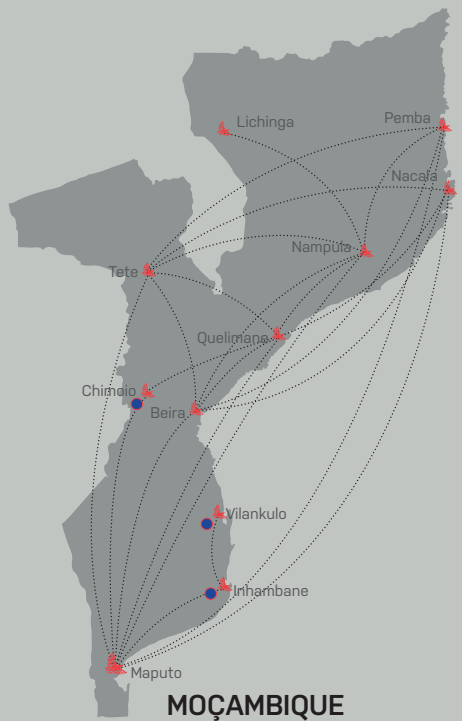 Lichinga
Pemba
Nacala
Nampula
Tete
Quelimane
Chimoio
Beira
Vilankulo
Inhambane
Maputo
MOÇAMBIQUE